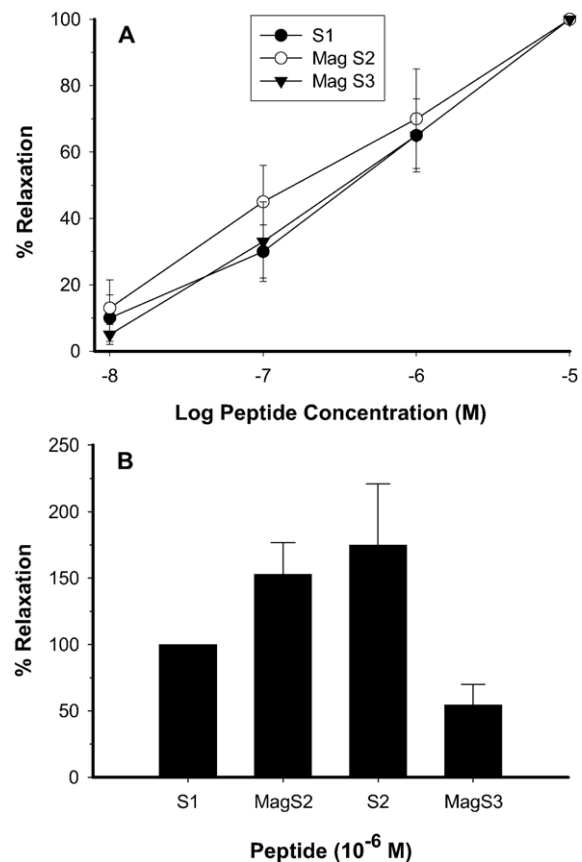 A
S1
Mag S2
Mag S3
100
80
60
40
20
0
% Relaxation
-8 -7 -6 -5
Log Peptide Concentration (M)
B
250
200
150
100
50
0
% Relaxation
S1 MagS2 S2 MagS3
Peptide (10⁻⁶ M)